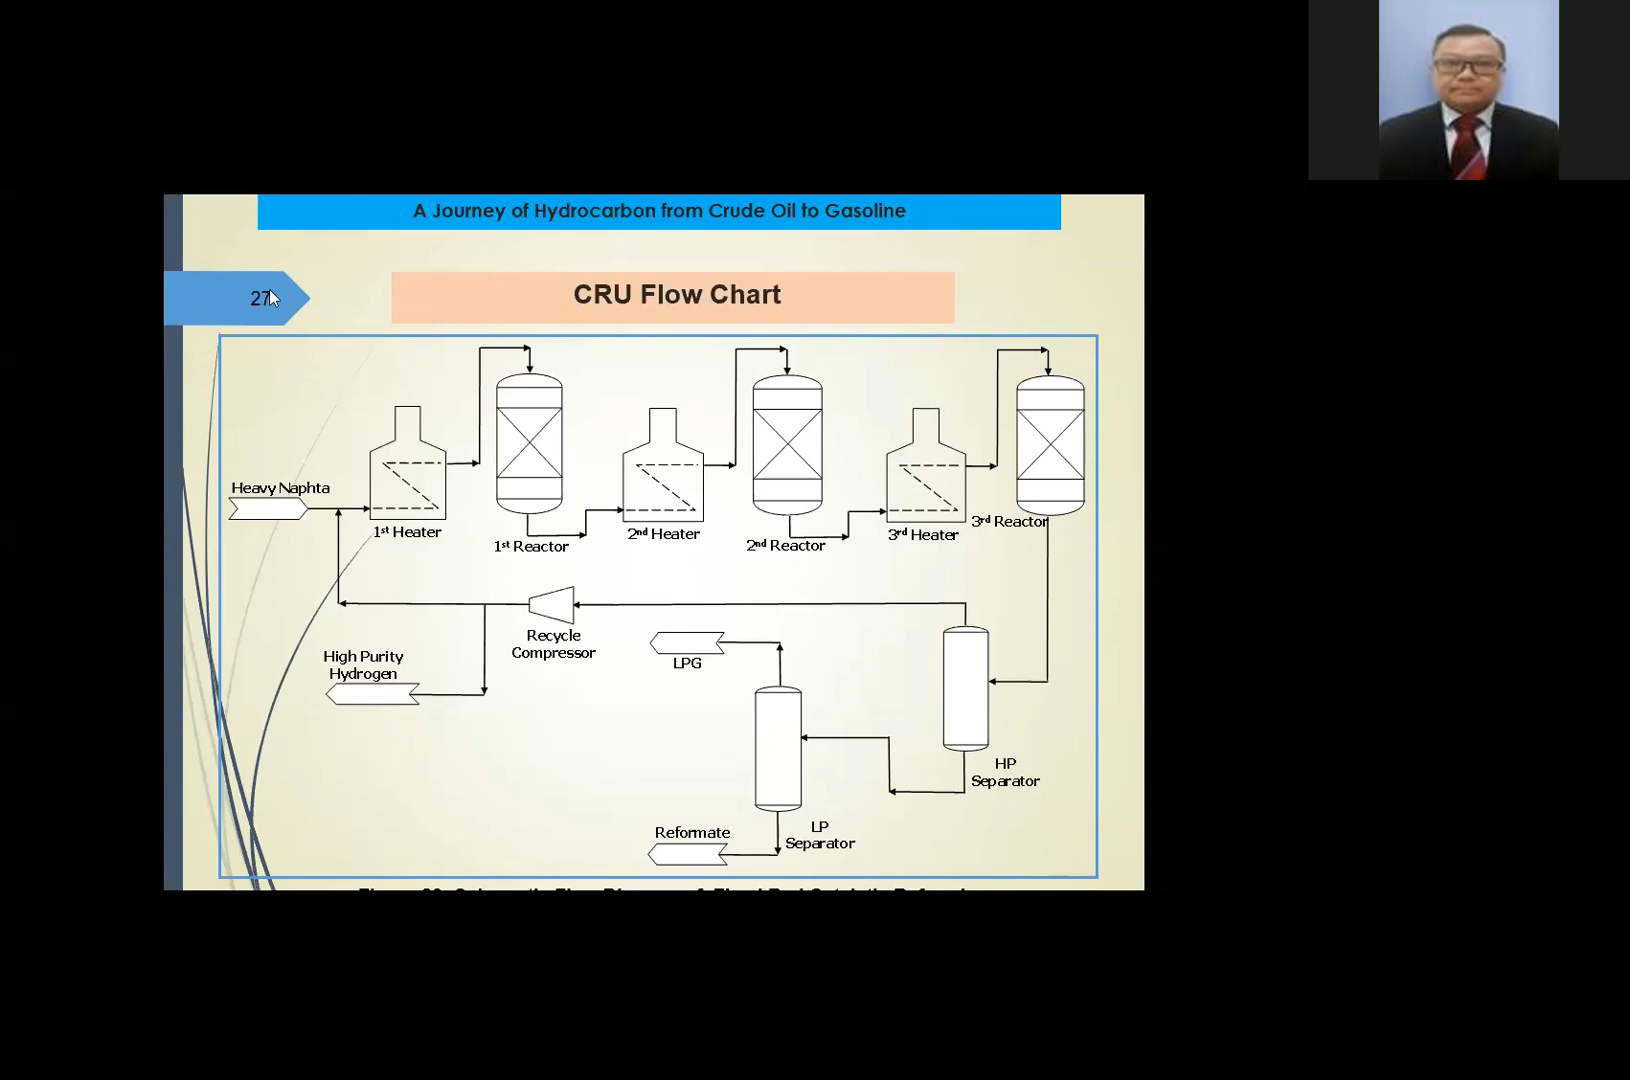 A Journey of Hydrocarbon from Crude Oil to Gasoline
27
CRU Flow Chart
Heavy Naphta
1st Heater
1st Reactor
2nd Heater
2nd Reactor
3rd Heater
3rd Reactor
Recycle
Compressor
High Purity
Hydrogen
LPG
HP
Separator
LP
Separator
Reformate